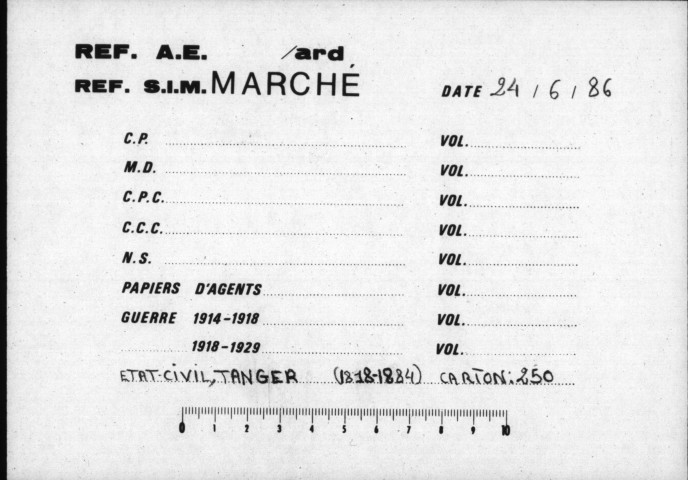 REF. A.E. /ard
REF. S.I.M. MARCHÉ DATE 24 / 6 / 86
C.P. VOL.
M.D. VOL.
C.P.C. VOL.
C.C.C. VOL.
N.S. VOL.
PAPIERS D'AGENTS VOL.
GUERRE 1914-1918 VOL.
1918-1929 VOL.
ETAT-CIVIL, TANGER (1818-1884) CARTON: 250
0 1 2 3 4 5 6 7 8 9 10